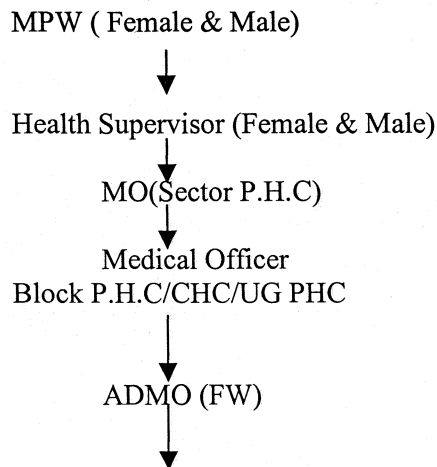 MPW ( Female & Male)
Health Supervisor (Female & Male)
MO(Sector P.H.C)
Medical Officer
Block P.H.C/CHC/UG PHC
ADMO (FW)